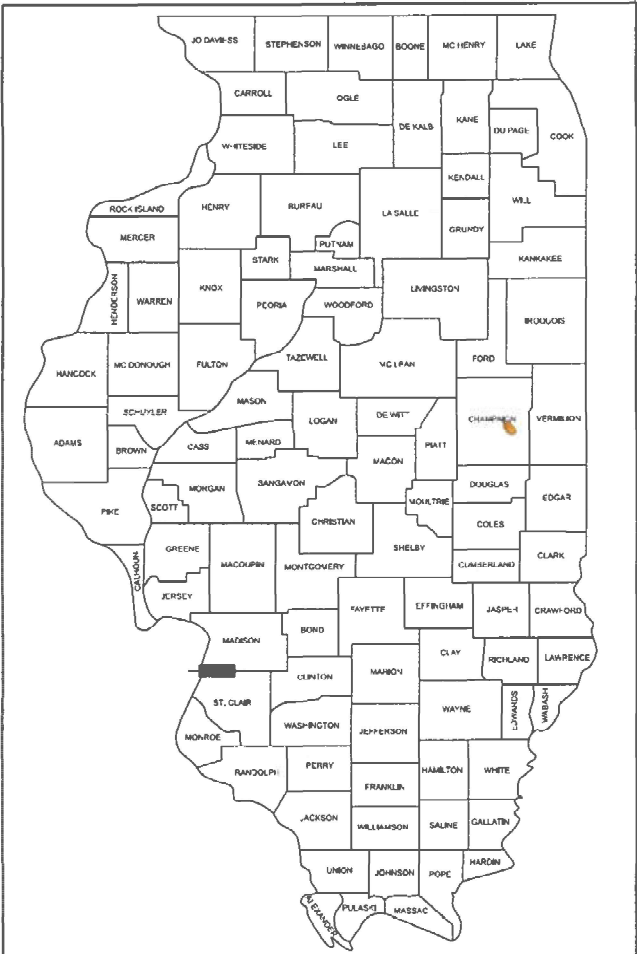 JO DAVIESS
STEPHENSON
WINNEBAGO
BOONE
MC HENRY
LAKE
CARROLL
OGLE
DE KALB
KANE
DU PAGE
COOK
WHITESIDE
LEE
KENDALL
WILL
ROCK ISLAND
HENRY
BUREAU
LA SALLE
GRUNDY
MERCER
PUTNAM
KANKAKEE
STARK
MARSHALL
HENDERSON
WARREN
KNOX
PEORIA
WOODFORD
LIVINGSTON
IROQUOIS
HANCOCK
MC DONOUGH
FULTON
TAZEWELL
MC LEAN
FORD
SCHUYLER
MASON
LOGAN
DE WITT
CHAMPAIGN
VERMILION
ADAMS
BROWN
CASS
MENARD
MACON
PIATT
PIKE
SCOTT
MORGAN
SANGAMON
CHRISTIAN
MOULTRIE
DOUGLAS
EDGAR
COLES
CALHOUN
GREENE
MACOUPIN
MONTGOMERY
SHELBY
CUMBERLAND
CLARK
JERSEY
MADISON
BOND
FAYETTE
EFFINGHAM
JASPER
CRAWFORD
CLINTON
MARION
CLAY
RICHLAND
LAWRENCE
ST. CLAIR
WASHINGTON
JEFFERSON
WAYNE
EDWARDS
WABASH
MONROE
RANDOLPH
PERRY
FRANKLIN
HAMILTON
WHITE
JACKSON
WILLIAMSON
SALINE
GALLATIN
UNION
JOHNSON
POPE
HARDIN
ALEXANDER
PULASKI
MASSAC